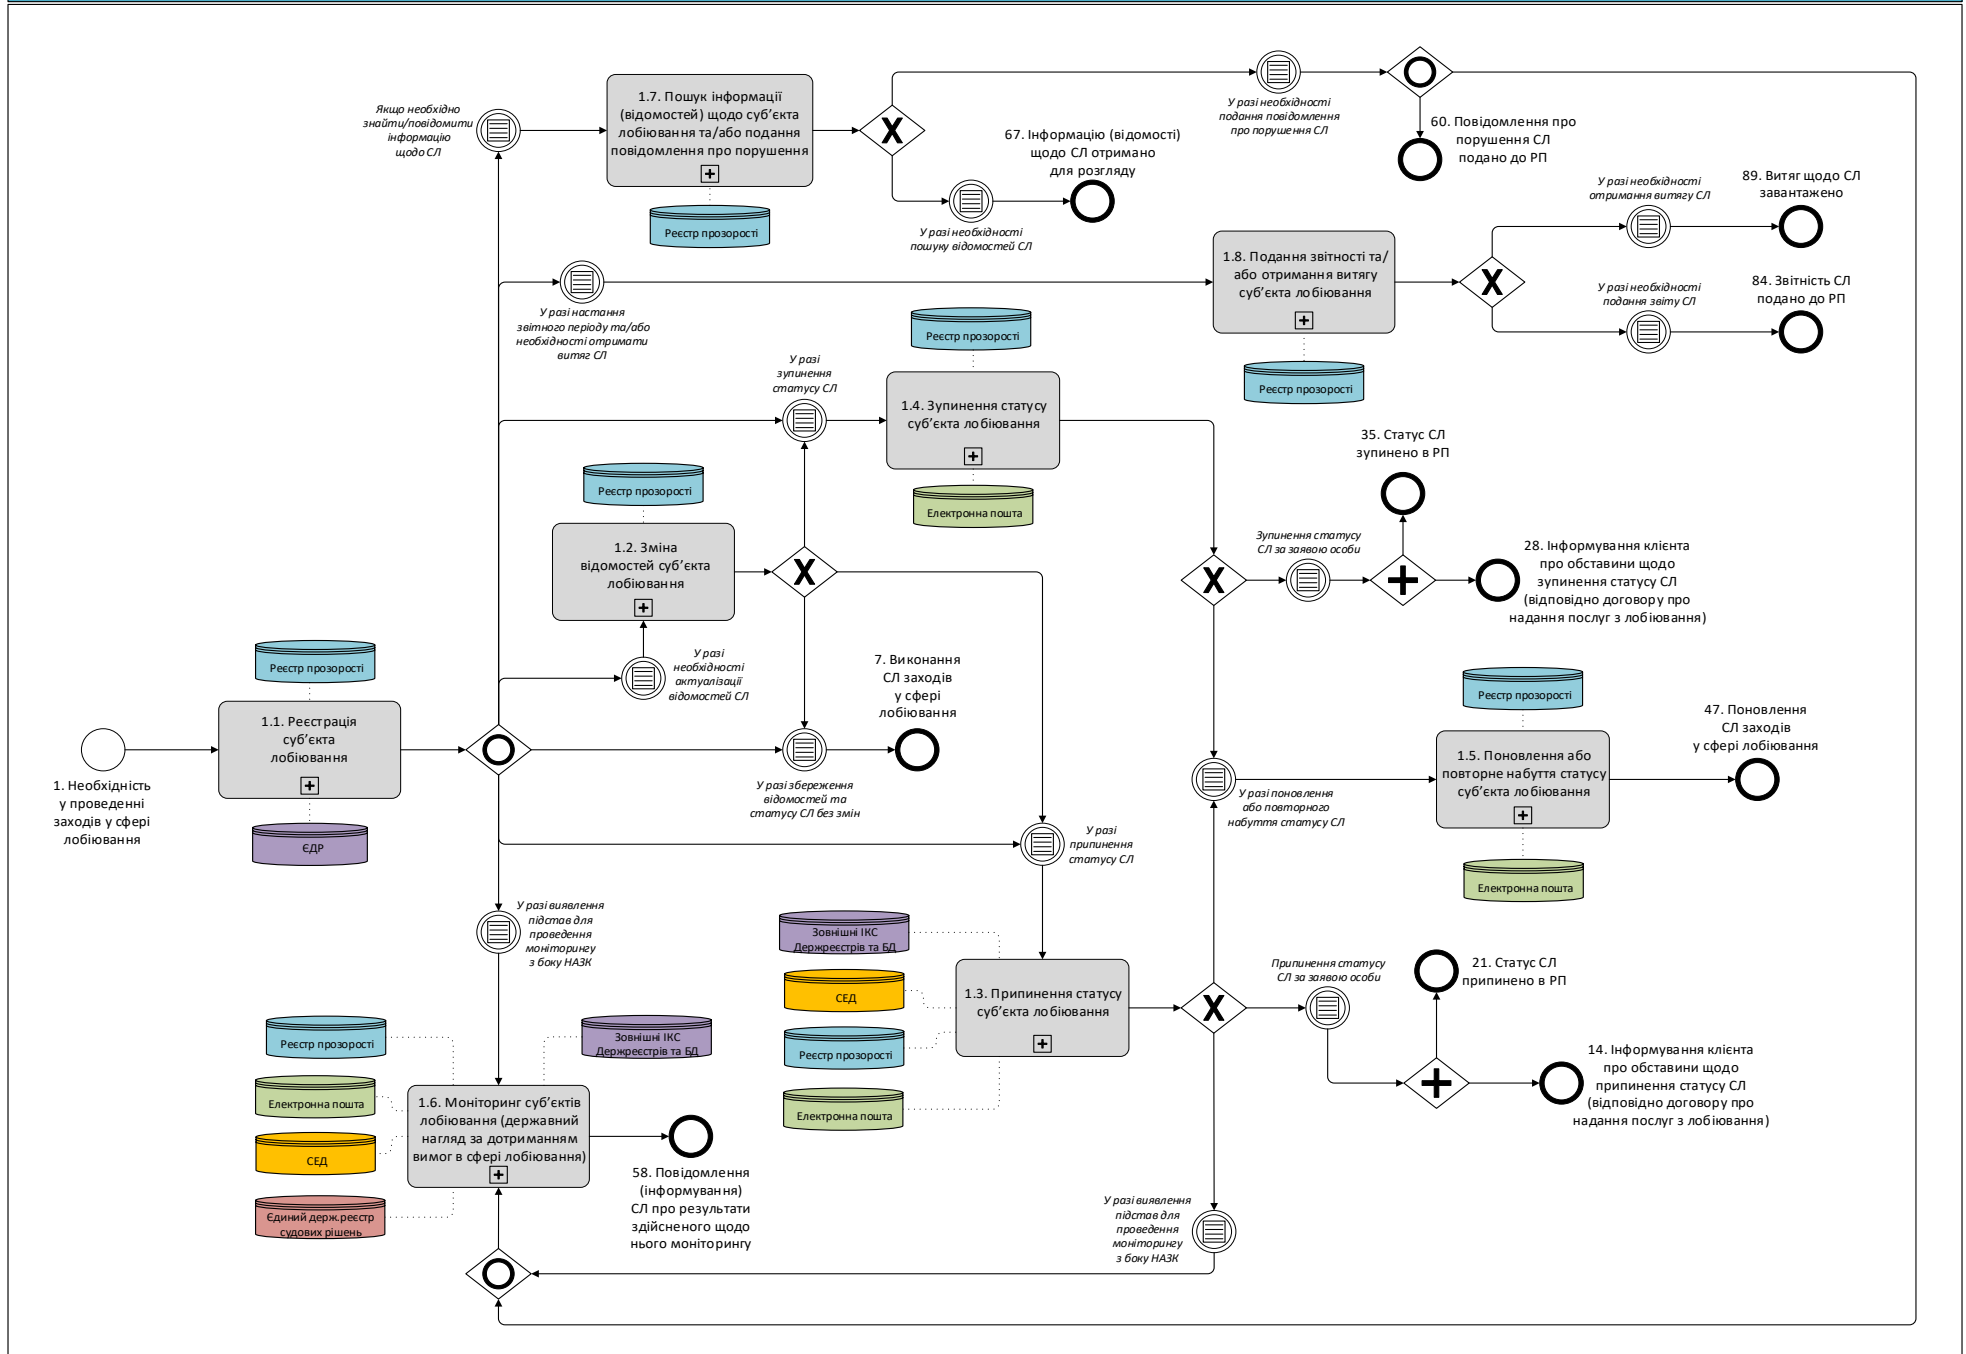 Якщо необхідно
знайти/повідомити
інформацію
щодо СЛ
1.7. Пошук інформації
(відомостей) щодо суб’єкта
лобіювання та/або подання
повідомлення про порушення
Реєстр прозорості
У разі необхідності
подання повідомлення
про порушення СЛ
60. Повідомлення про
порушення СЛ
подано до РП
67. Інформацію (відомості)
щодо СЛ отримано
для розгляду
У разі необхідності
пошуку відомостей СЛ
У разі необхідності
отримання витягу СЛ
89. Витяг щодо СЛ
завантажено
1.8. Подання звітності та/
або отримання витягу
суб’єкта лобіювання
Реєстр прозорості
У разі необхідності
подання звіту СЛ
84. Звітність СЛ
подано до РП
У разі настання
звітного періоду та/або
необхідності отримати
витяг СЛ
Реєстр прозорості
У разі
зупинення
статусу СЛ
1.4. Зупинення статусу
суб’єкта лобіювання
Електронна пошта
35. Статус СЛ
зупинено в РП
Реєстр прозорості
1.2. Зміна
відомостей суб’єкта
лобіювання
Зупинення статусу
СЛ за заявою особи
28. Інформування клієнта
про обставини щодо
зупинення статусу СЛ
(відповідно договору про
надання послуг з лобіювання)
У разі
необхідності
актуалізації
відомостей СЛ
7. Виконання
СЛ заходів
у сфері
лобіювання
Реєстр прозорості
1.1. Реєстрація
суб’єкта
лобіювання
ЄДР
1. Необхідність
у проведенні
заходів у сфері
лобіювання
У разі збереження
відомостей та
статусу СЛ без змін
У разі
припинення
статусу СЛ
У разі поновлення
або повторного
набуття статусу СЛ
Реєстр прозорості
1.5. Поновлення або
повторне набуття статусу
суб’єкта лобіювання
Електронна пошта
47. Поновлення
СЛ заходів
у сфері лобіювання
У разі виявлення
підстав для
проведення
моніторингу
з боку НАЗК
Зовнішні ІКС
Держреєстрів та БД
СЕД
Реєстр прозорості
Електронна пошта
1.3. Припинення статусу
суб’єкта лобіювання
Припинення статусу
СЛ за заявою особи
21. Статус СЛ
припинено в РП
14. Інформування клієнта
про обставини щодо
припинення статусу СЛ
(відповідно договору про
надання послуг з лобіювання)
Реєстр прозорості
Зовнішні ІКС
Держреєстрів та БД
Електронна пошта
СЕД
Єдиний держ.реєстр
судових рішень
1.6. Моніторинг суб’єктів
лобіювання (державний
нагляд за дотриманням
вимог в сфері лобіювання)
58. Повідомлення
(інформування)
СЛ про результати
здійсненого щодо
нього моніторингу
У разі виявлення
підстав для
проведення
моніторингу
з боку НАЗК